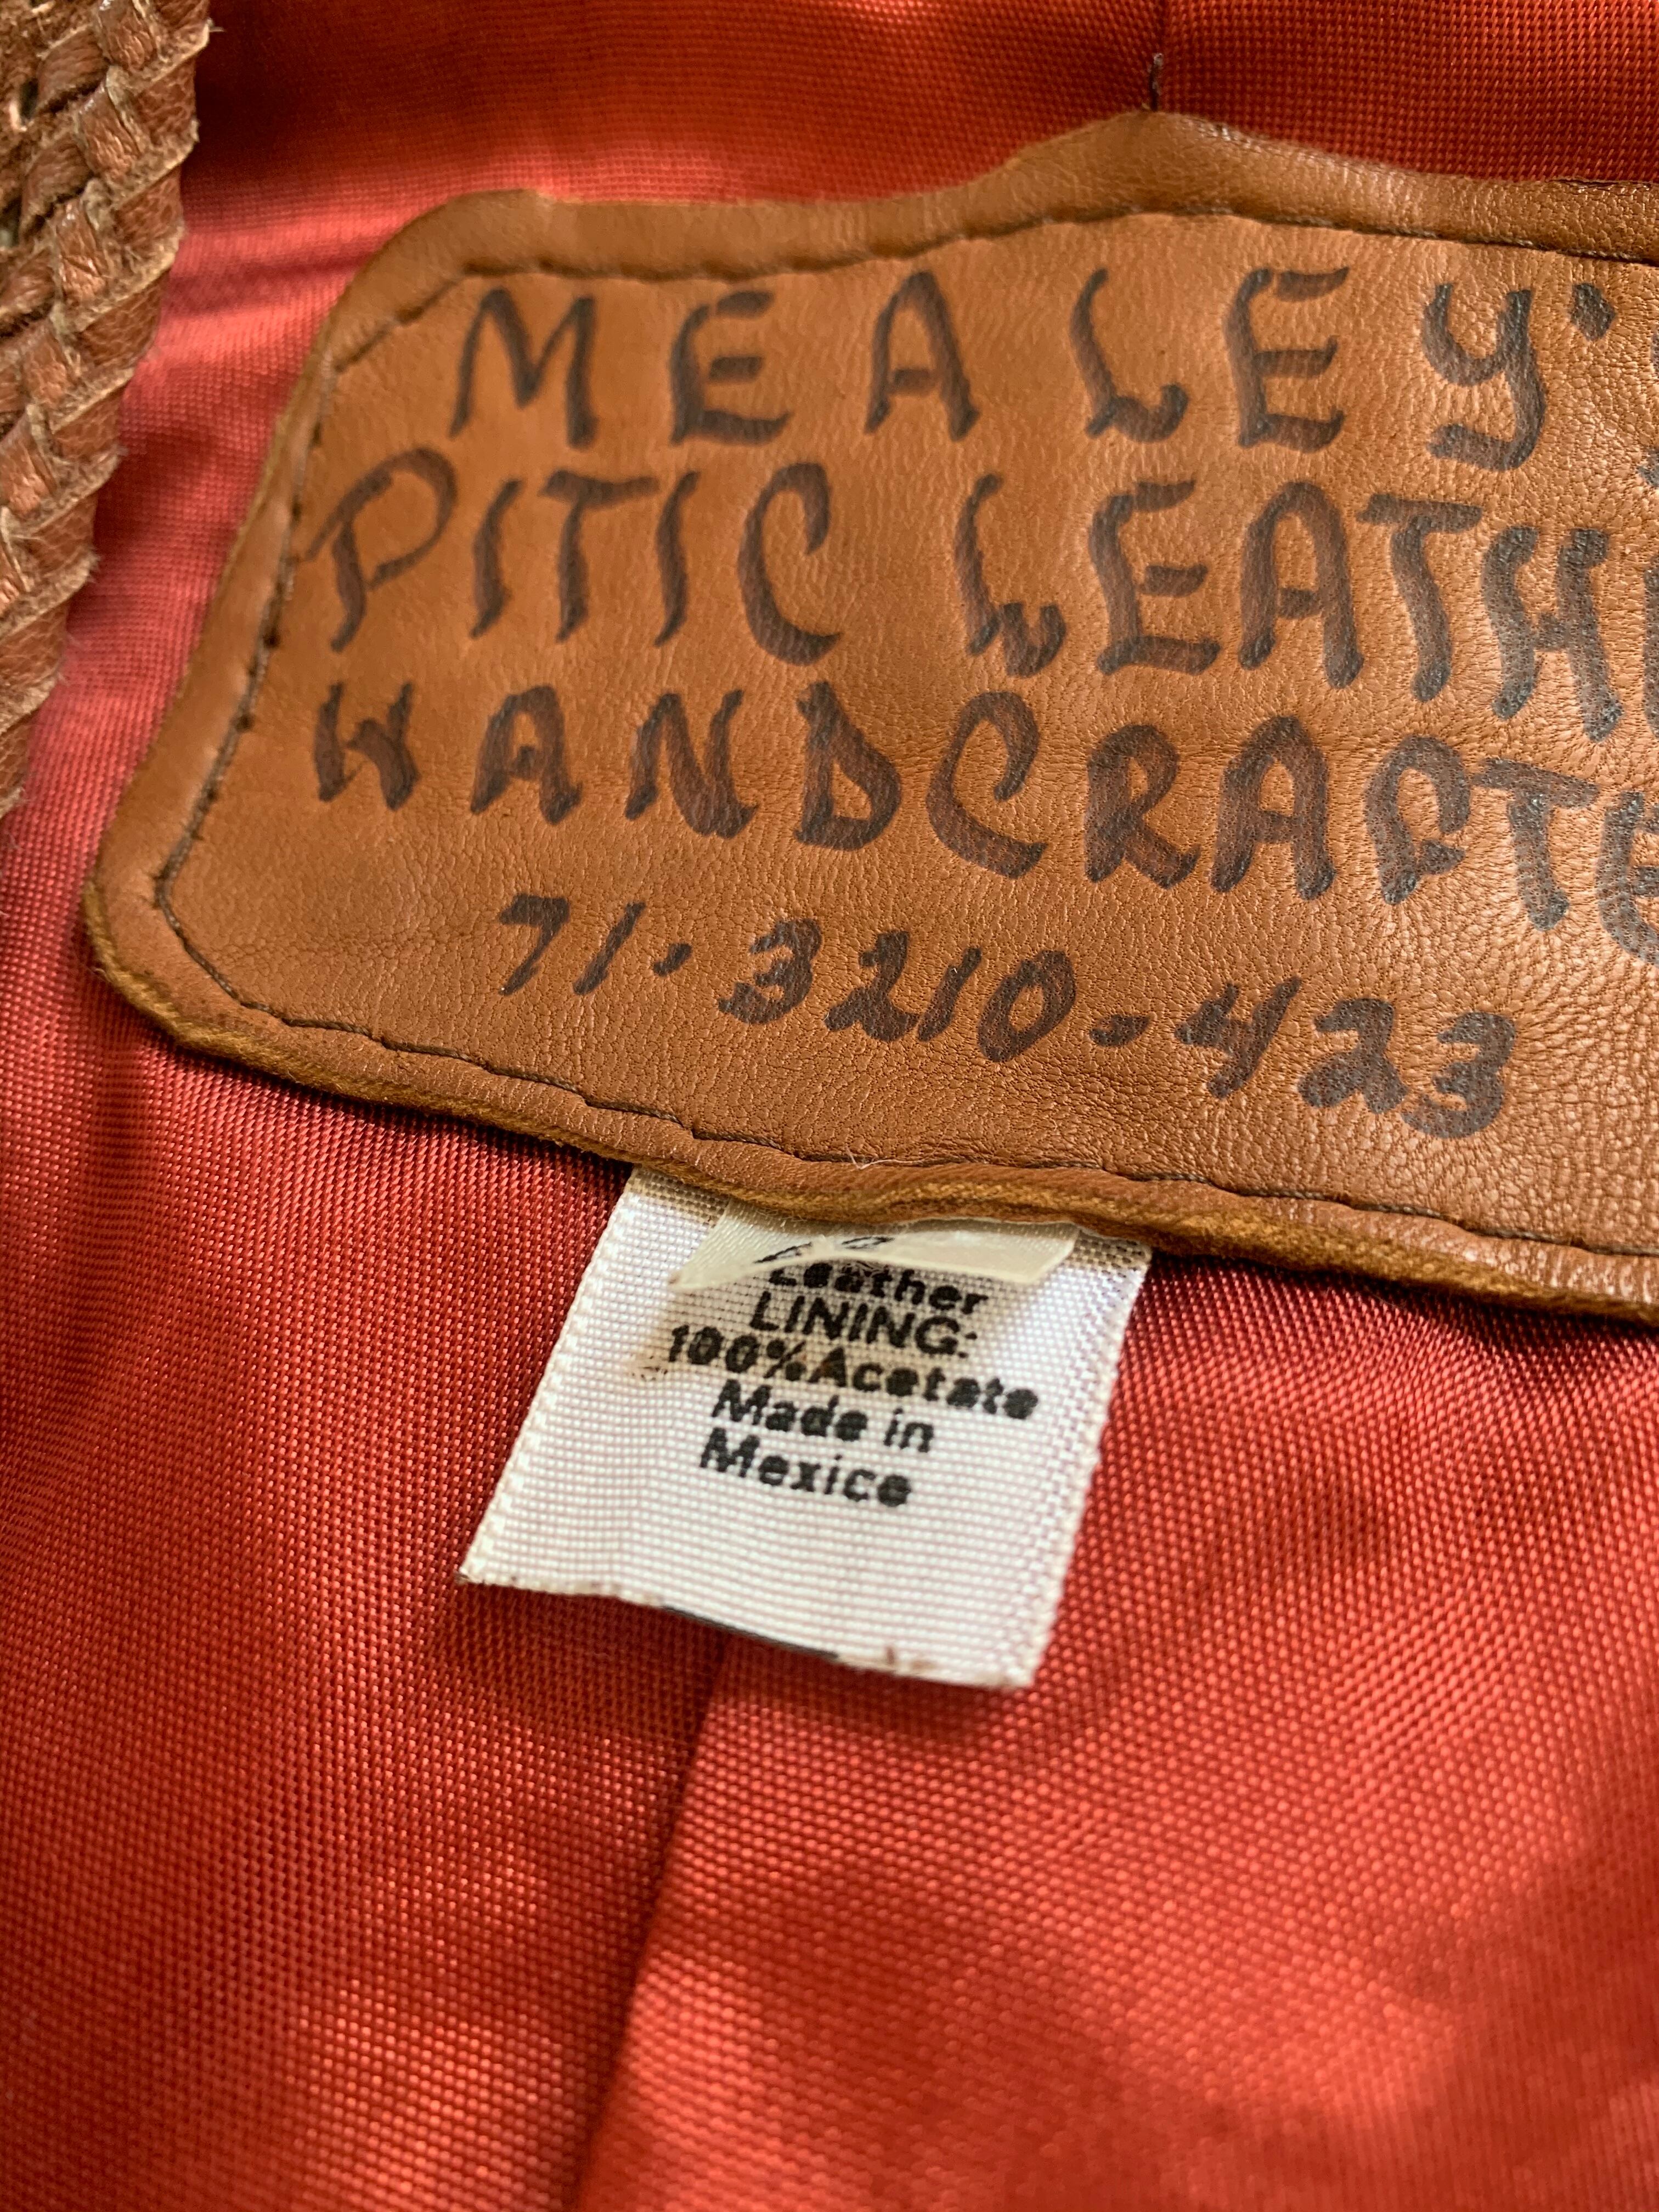 MEALEY'
PITIC LEATH
HANDCRAFTE
71-3210-423
Leather
LINING:
100% Acetate
Made in
Mexico